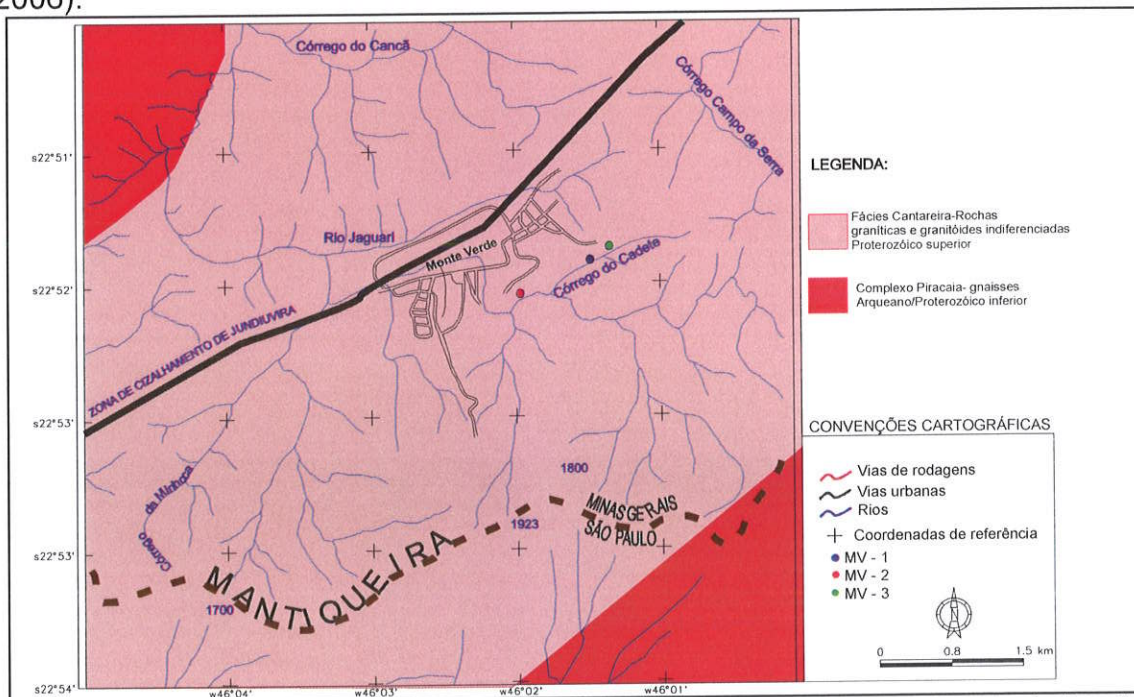 2006).
Córrego do Cancã
Córrego Campo da Serra
s22°51'
Rio Jaguari
Monte Verde
Córrego do Cadete
s22°52'
ZONA DE CIZALHAMENTO DE JUNDIUVIRA
s22°53'
Córrego da Minhoca
1800
MINAS GERAIS
SÃO PAULO
1923
MANTIQUEIRA
s22°53'
1700
s22°54'
w46°04'
w46°03'
w46°02'
w46°01'
LEGENDA:
Fácies Cantareira-Rochas
graníticas e granitóides indiferenciadas
Proterozóico superior
Complexo Piracaia- gnaisses
Arqueano/Proterozóico inferior
CONVENÇÕES CARTOGRÁFICAS
Vias de rodagens
Vias urbanas
Rios
Coordenadas de referência
MV - 1
MV - 2
MV - 3
N
0 0.8 1.5 km